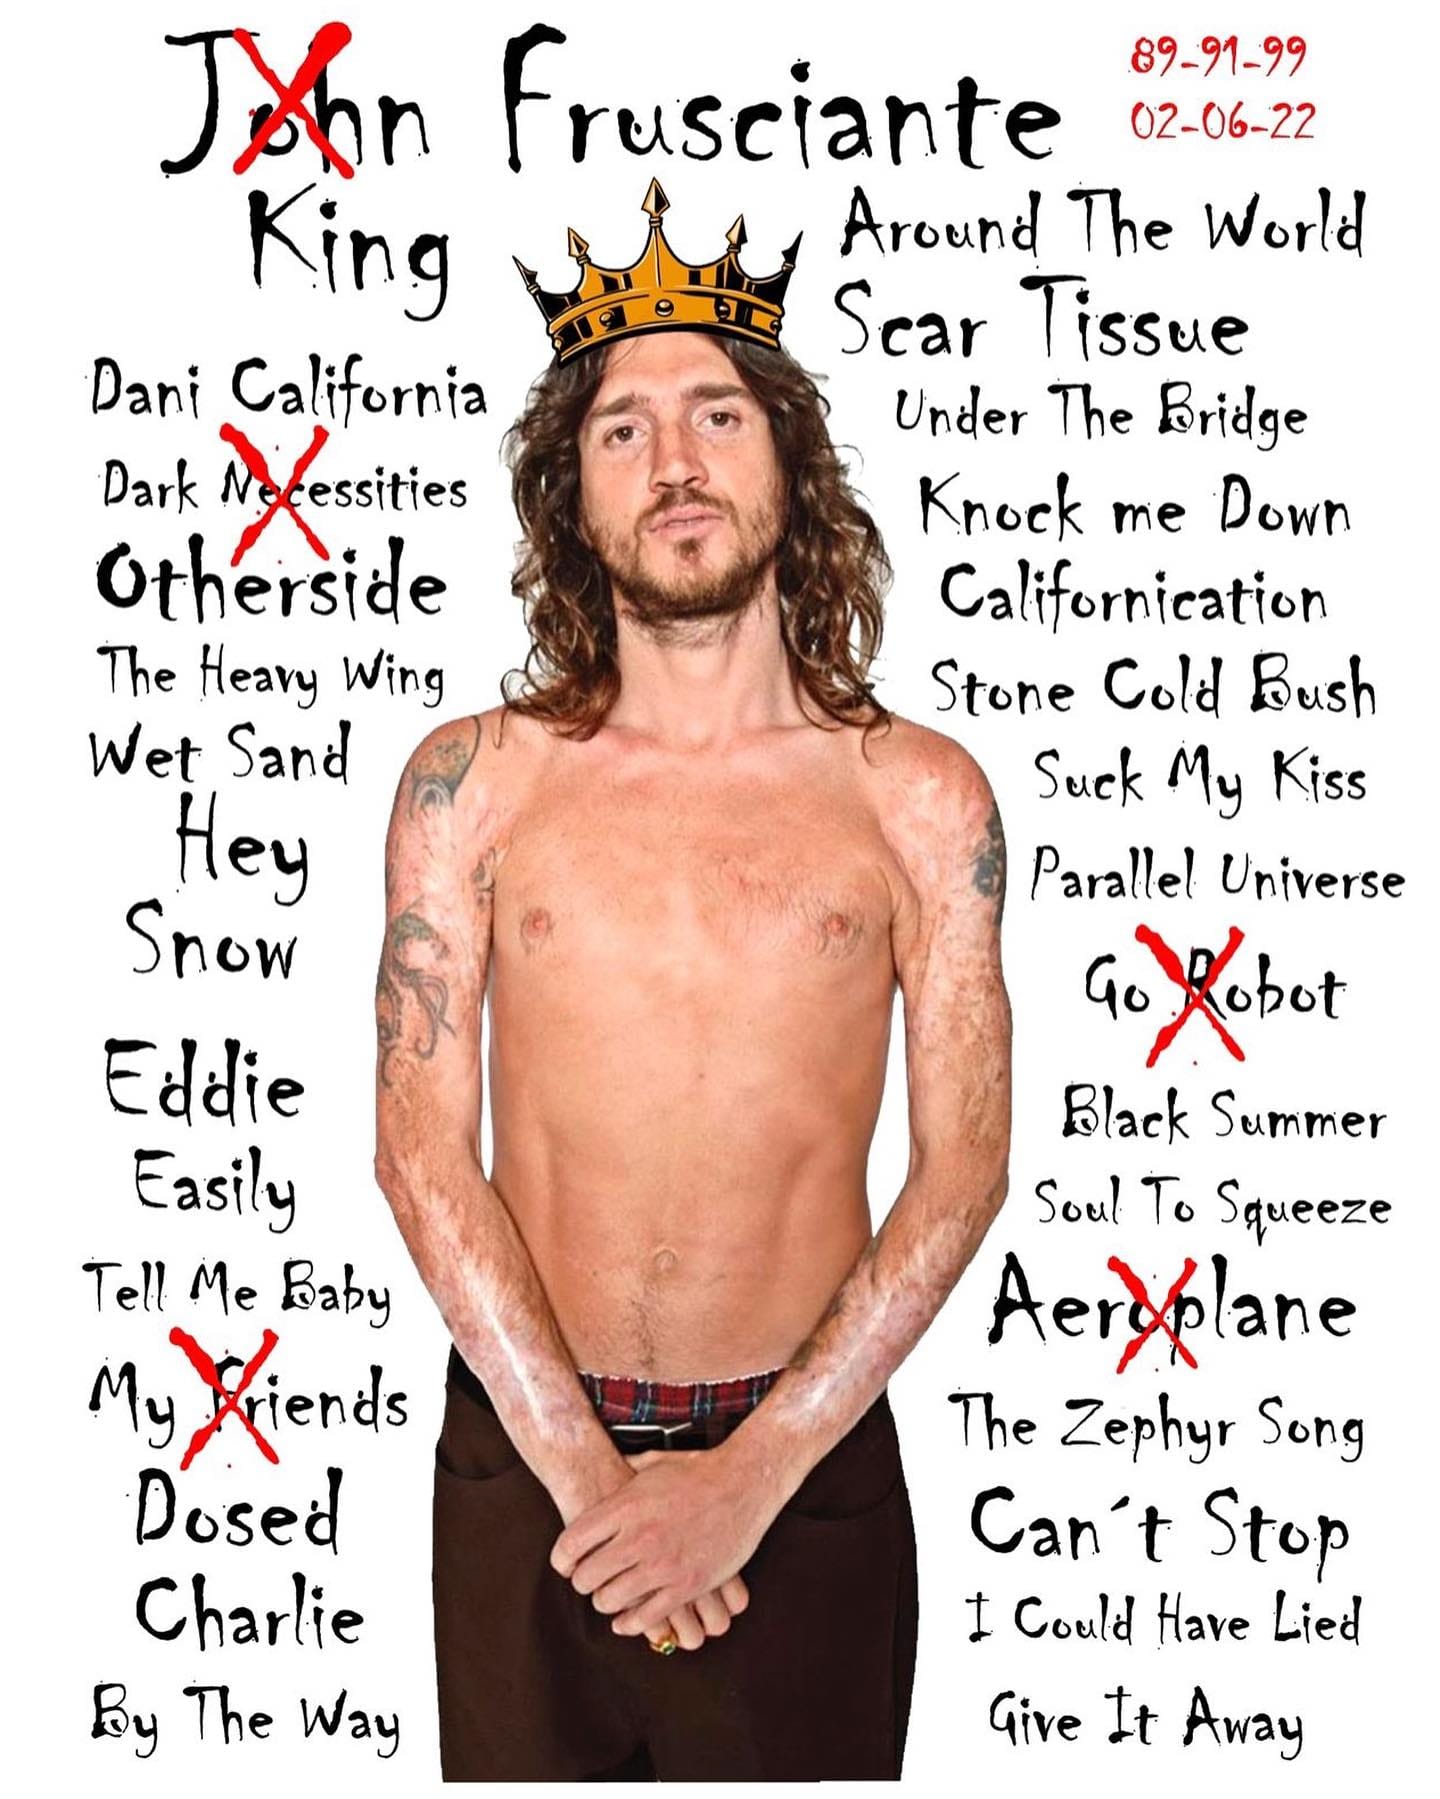 John Frusciante
89-91-99
02-06-22
King
Dani California
Dark Necessities
Otherside
The Heavy Wing
Wet Sand
Hey
Snow
Eddie
Easily
Tell Me Baby
My Friends
Dosed
Charlie
By The Way
Around The World
Scar Tissue
Under The Bridge
Knock me Down
Californication
Stone Cold Bush
Suck My Kiss
Parallel Universe
Go Robot
Black Summer
Soul To Squeeze
Aeroplane
The Zephyr Song
Can´t Stop
I Could Have Lied
Give It Away